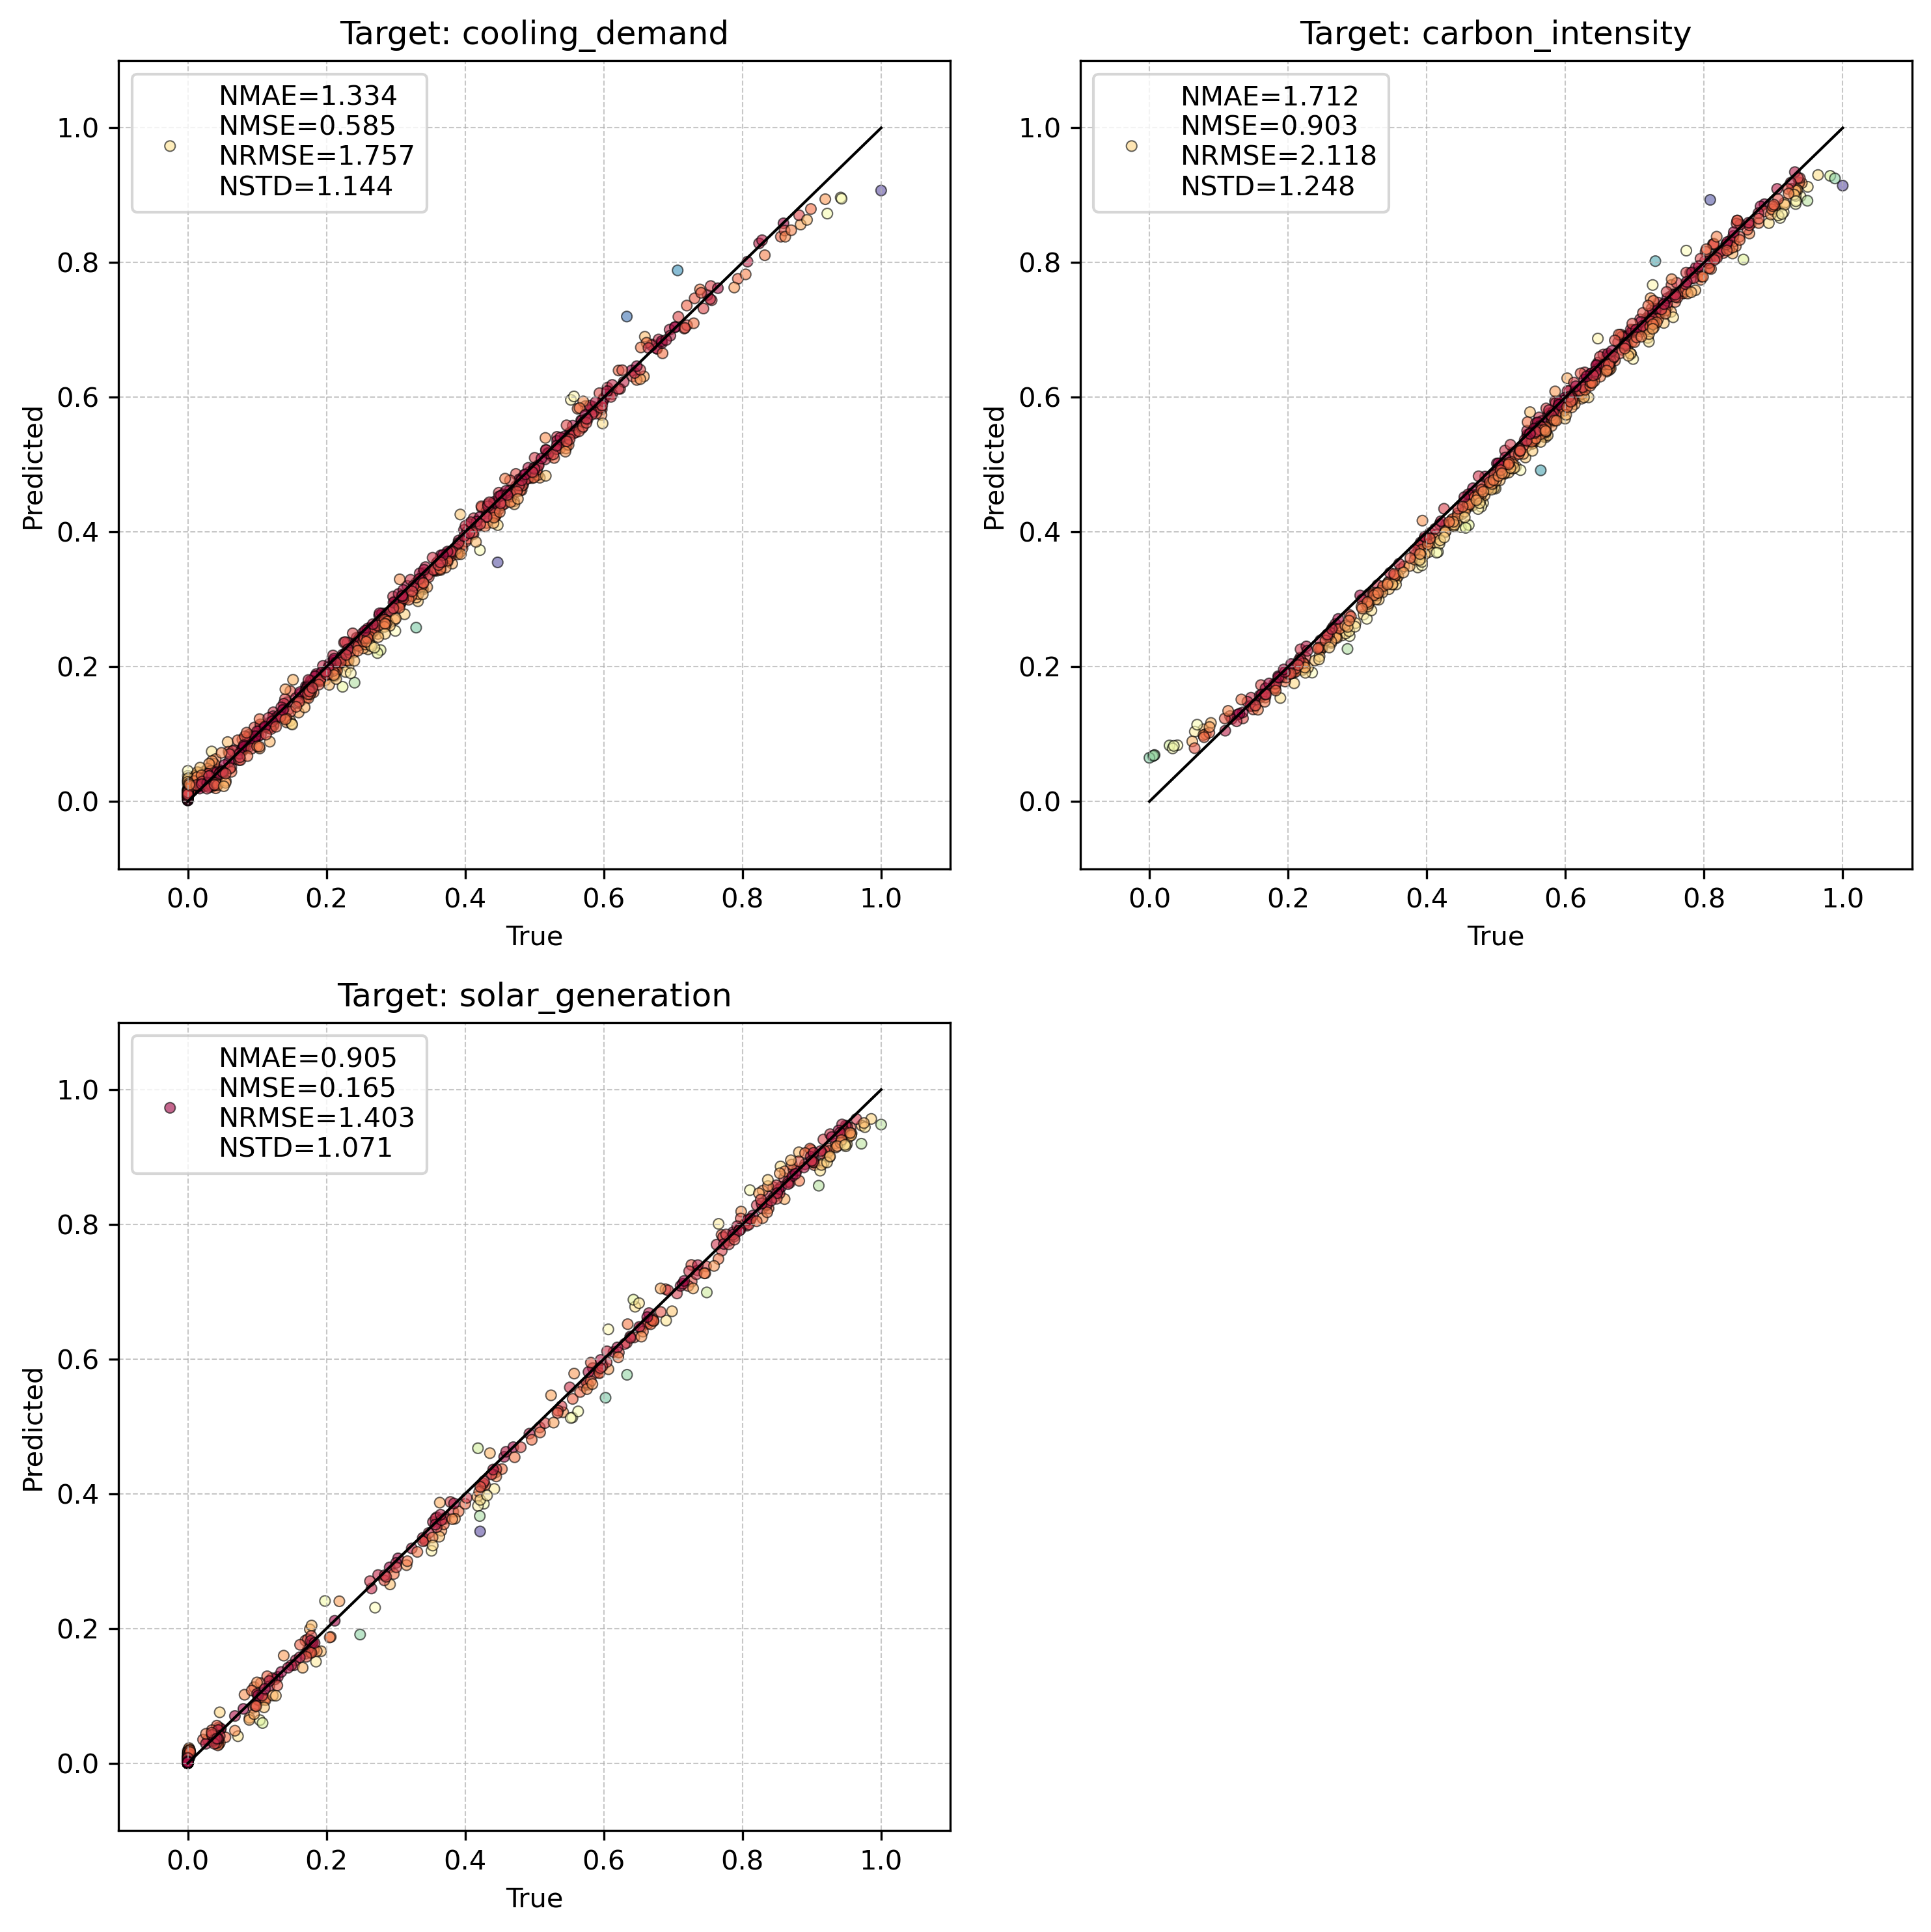 Target: cooling_demand
NMAE=1.334
NMSE=0.585
NRMSE=1.757
NSTD=1.144
1.0
0.8
0.6
0.4
0.2
0.0
Predicted
0.0 0.2 0.4 0.6 0.8 1.0
True
Target: carbon_intensity
NMAE=1.712
NMSE=0.903
NRMSE=2.118
NSTD=1.248
1.0
0.8
0.6
0.4
0.2
0.0
Predicted
0.0 0.2 0.4 0.6 0.8 1.0
True
Target: solar_generation
NMAE=0.905
NMSE=0.165
NRMSE=1.403
NSTD=1.071
1.0
0.8
0.6
0.4
0.2
0.0
Predicted
0.0 0.2 0.4 0.6 0.8 1.0
True